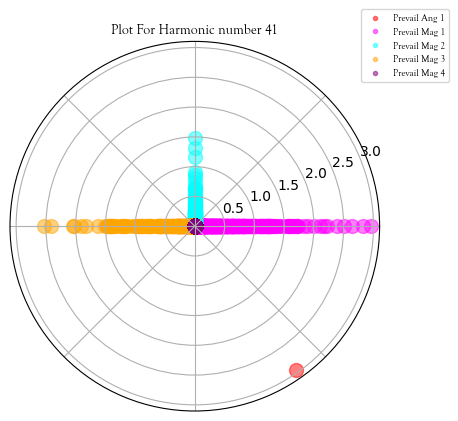 Plot For Harmonic number 41
Prevail Ang 1
Prevail Mag 1
Prevail Mag 2
Prevail Mag 3
Prevail Mag 4
3.0
2.5
2.0
1.5
1.0
0.5